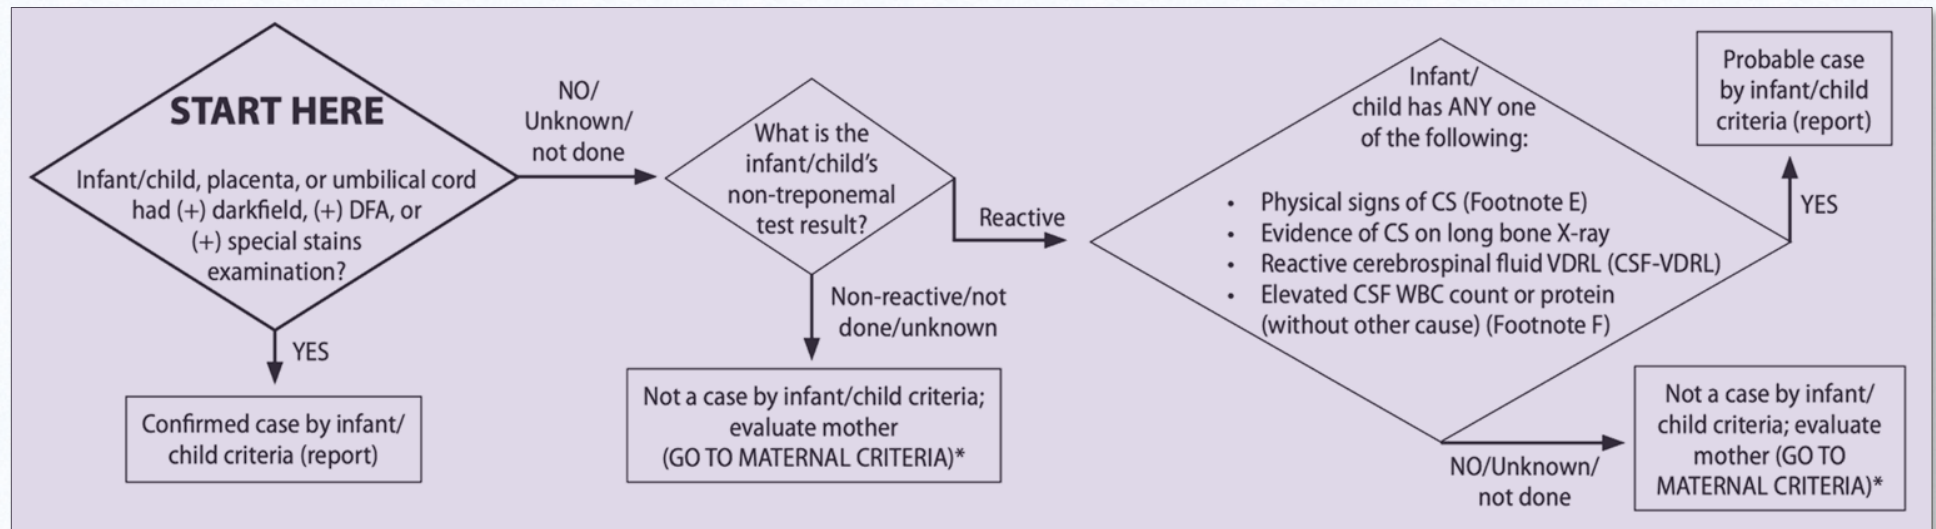 START HERE
Infant/child, placenta, or umbilical cord
had (+) darkfield, (+) DFA, or
(+) special stains
examination?
YES
Confirmed case by infant/
child criteria (report)
NO/
Unknown/
not done
What is the
infant/child's
non-treponemal
test result?
Non-reactive/not
done/unknown
Not a case by infant/child criteria;
evaluate mother
(GO TO MATERNAL CRITERIA)*
Reactive
Infant/
child has ANY one
of the following:
• Physical signs of CS (Footnote E)
• Evidence of CS on long bone X-ray
• Reactive cerebrospinal fluid VDRL (CSF-VDRL)
• Elevated CSF WBC count or protein
(without other cause) (Footnote F)
YES
Probable case
by infant/child
criteria (report)
NO/Unknown/
not done
Not a case by infant/
child criteria; evaluate
mother (GO TO
MATERNAL CRITERIA)*